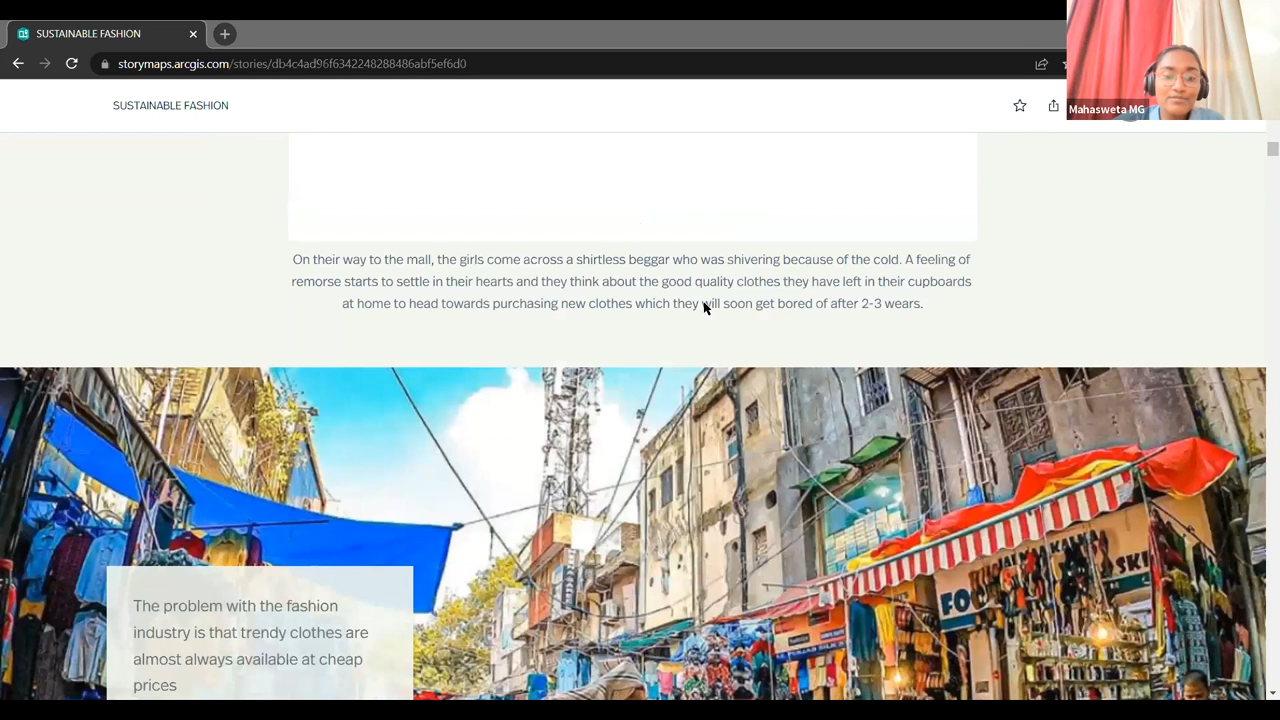 SUSTAINABLE FASHION
storymaps.arcgis.com/stories/db4c4ad96f6342248288486abf5ef6d0
Mahasweta MG
SUSTAINABLE FASHION
On their way to the mall, the girls come across a shirtless beggar who was shivering because of the cold. A feeling of
remorse starts to settle in their hearts and they think about the good quality clothes they have left in their cupboards
at home to head towards purchasing new clothes which they will soon get bored of after 2-3 wears.
The problem with the fashion
industry is that trendy clothes are
almost always available at cheap
prices